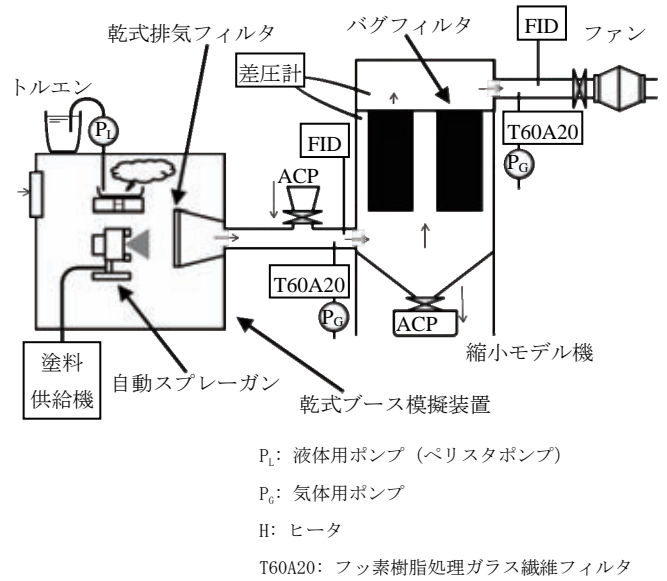 乾式排気フィルタ
バグフィルタ
FID
ファン
トルエン
差圧計
P_L
FID
T60A20
P_G
ACP
T60A20
P_G
ACP
縮小モデル機
塗料
供給機
自動スプレーガン
乾式ブース模擬装置
P_L: 液体用ポンプ (ペリスタポンプ)
P_G: 気体用ポンプ
H: ヒータ
T60A20: フッ素樹脂処理ガラス繊維フィルタ